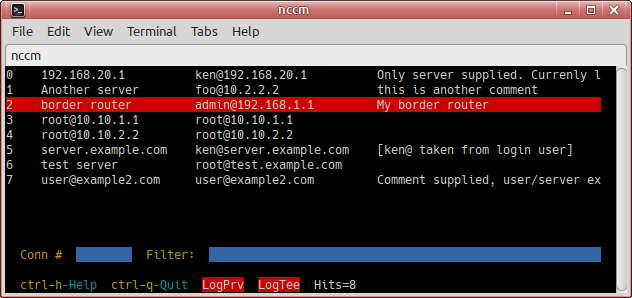 nccm
File Edit View Terminal Tabs Help
nccm
0 192.168.20.1 ken@192.168.20.1 Only server supplied. Currenly l
1 Another server foo@10.2.2.2 this is another comment
2 border router admin@192.168.1.1 My border router
3 root@10.10.1.1 root@10.10.1.1
4 root@10.10.2.2 root@10.10.2.2
5 server.example.com ken@server.example.com [ken@ taken from login user]
6 test server root@test.example.com
7 user@example2.com user@example2.com Comment supplied, user/server ex
Conn # Filter:
ctrl-h-Help ctrl-q-Quit LogPrv LogTee Hits=8